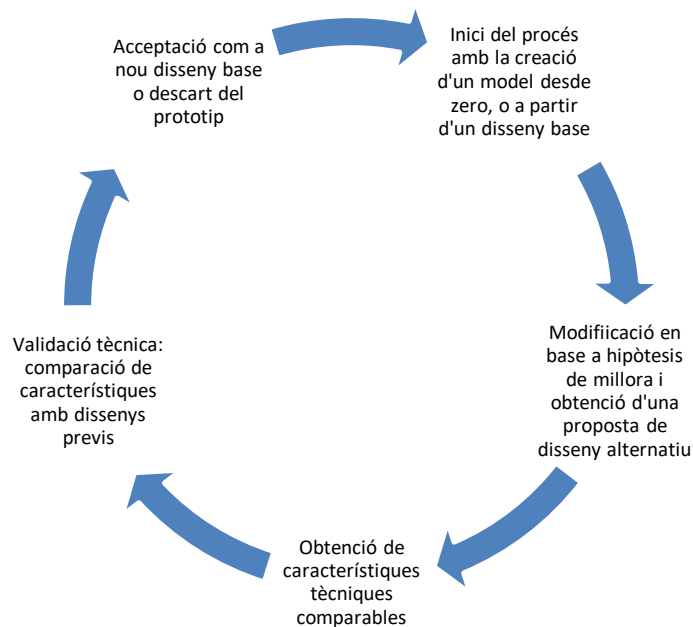 Inici del procés
amb la creació
d'un model desde
zero, o a partir
d'un disseny base
Modifiicació en
base a hipòtesis
de millora i
obtenció d'una
proposta de
disseny alternatiu
Obtenció de
característiques
tècniques
comparables
Validació tècnica:
comparació de
característiques
amb dissenys
previs
Acceptació com a
nou disseny base
o descart del
prototip